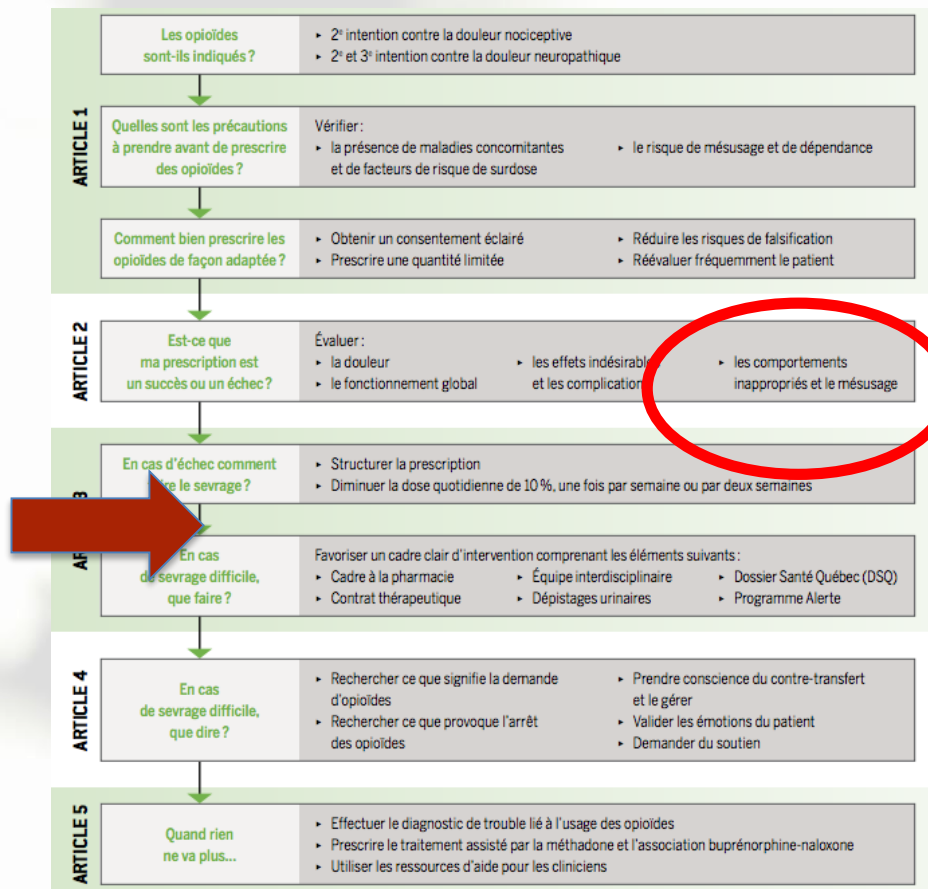 ARTICLE 1
Les opioïdes
sont-ils indiqués ?
▸ 2e intention contre la douleur nociceptive
▸ 2e et 3e intention contre la douleur neuropathique
Quelles sont les précautions
à prendre avant de prescrire
des opioïdes ?
Vérifier :
▸ la présence de maladies concomitantes
et de facteurs de risque de surdose
▸ le risque de mésusage et de dépendance
Comment bien prescrire les
opioïdes de façon adaptée ?
▸ Obtenir un consentement éclairé
▸ Prescrire une quantité limitée
▸ Réduire les risques de falsification
▸ Réévaluer fréquemment le patient
ARTICLE 2
Est-ce que
ma prescription est
un succès ou un échec ?
Évaluer :
▸ la douleur
▸ le fonctionnement global
▸ les effets indésirables
et les complication
▸ les comportements
inappropriés et le mésusage
En cas d'échec comment
le sevrage ?
▸ Structurer la prescription
▸ Diminuer la dose quotidienne de 10 %, une fois par semaine ou par deux semaines
En cas
de sevrage difficile,
que faire ?
Favoriser un cadre clair d'intervention comprenant les éléments suivants :
▸ Cadre à la pharmacie
▸ Contrat thérapeutique
▸ Équipe interdisciplinaire
▸ Dépistages urinaires
▸ Dossier Santé Québec (DSQ)
▸ Programme Alerte
ARTICLE 4
En cas
de sevrage difficile,
que dire ?
▸ Rechercher ce que signifie la demande
d'opioïdes
▸ Rechercher ce que provoque l'arrêt
des opioïdes
▸ Prendre conscience du contre-transfert
et le gérer
▸ Valider les émotions du patient
▸ Demander du soutien
ARTICLE 5
Quand rien
ne va plus...
▸ Effectuer le diagnostic de trouble lié à l'usage des opioïdes
▸ Prescrire le traitement assisté par la méthadone et l'association buprénorphine-naloxone
▸ Utiliser les ressources d'aide pour les cliniciens